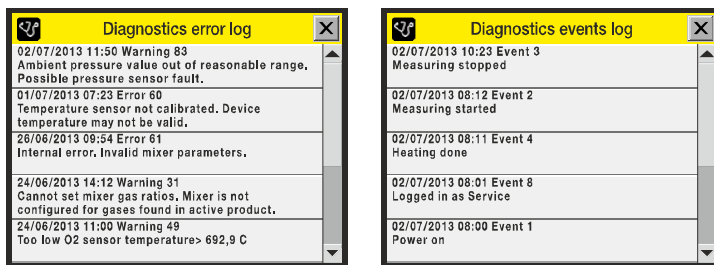 Diagnostics error log
02/07/2013 11:50 Warning 83
Ambient pressure value out of reasonable range.
Possible pressure sensor fault.
01/07/2013 07:23 Error 60
Temperature sensor not calibrated. Device
temperature may not be valid.
26/06/2013 09:54 Error 61
Internal error. Invalid mixer parameters.
24/06/2013 14:12 Warning 31
Cannot set mixer gas ratios. Mixer is not
configured for gases found in active product.
24/06/2013 11:00 Warning 49
Too low O2 sensor temperature> 692,9 C
Diagnostics events log
02/07/2013 10:23 Event 3
Measuring stopped
02/07/2013 08:12 Event 2
Measuring started
02/07/2013 08:11 Event 4
Heating done
02/07/2013 08:01 Event 8
Logged in as Service
02/07/2013 08:00 Event 1
Power on